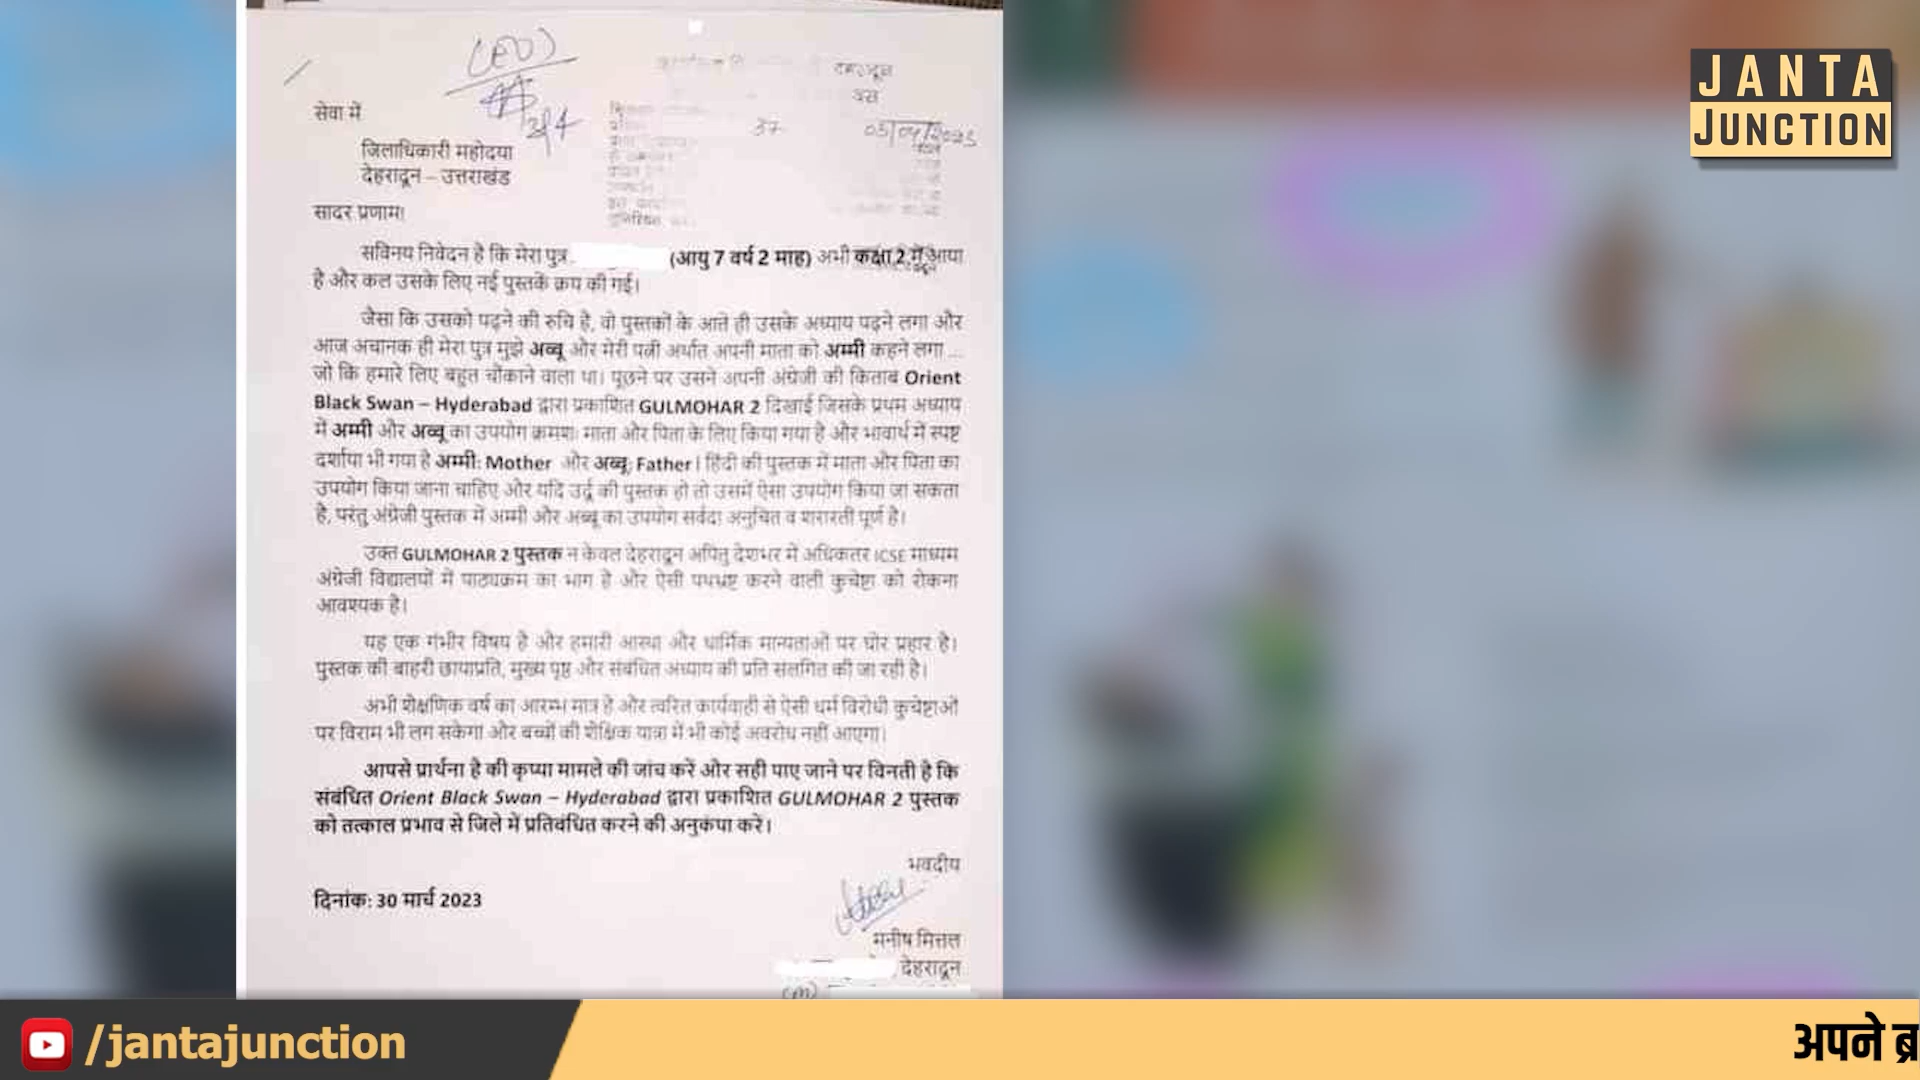 JANTA
JUNCTION
(EO)
3/4
देहरादून
37
03/04/2023
सेवा में
जिलाधिकारी महोदया
देहरादून – उत्तराखंड
सादर प्रणाम।
सविनय निवेदन है कि मेरा पुत्र (आयु 7 वर्ष 2 माह) अभी कक्षा 2 में आया
है और कल उसके लिए नई पुस्तकें क्रय की गई।
जैसा कि उसको पढ़ने की रुचि है, वो पुस्तकों के आते ही उसके अध्याय पढ़ने लगा और
आज अचानक ही मेरा पुत्र मुझे अब्बू और मेरी पत्नी अर्थात अपनी माता को अम्मी कहने लगा ...
जो कि हमारे लिए बहुत चौंकाने वाला था। पूछने पर उसने अपनी अंग्रेजी की किताब Orient
Black Swan – Hyderabad द्वारा प्रकाशित GULMOHAR 2 दिखाई जिसके प्रथम अध्याय
में अम्मी और अब्बू का उपयोग क्रमशः माता और पिता के लिए किया गया है और भावार्थ में स्पष्ट
दर्शाया भी गया है अम्मी: Mother और अब्बू: Father। हिंदी की पुस्तक में माता और पिता का
उपयोग किया जाना चाहिए और यदि उर्दू की पुस्तक हो तो उसमें ऐसा उपयोग किया जा सकता
है, परंतु अंग्रेजी पुस्तक में अम्मी और अब्बू का उपयोग सर्वदा अनुचित व शरारती पूर्ण है।
उक्त GULMOHAR 2 पुस्तक न केवल देहरादून अपितु देशभर में अधिकतर ICSE माध्यम
अंग्रेजी विद्यालयों में पाठ्यक्रम का भाग है और ऐसी पथभ्रष्ट करने वाली कुचेष्टा को रोकना
आवश्यक है।
यह एक गंभीर विषय है और हमारी आस्था और धार्मिक मान्यताओं पर घोर प्रहार है।
पुस्तक की बाहरी छायाप्रति, मुख्य पृष्ठ और संबंधित अध्याय की प्रति संलगित की जा रही है।
अभी शैक्षणिक वर्ष का आरम्भ मात्र है और त्वरित कार्यवाही से ऐसी धर्म विरोधी कुचेष्टाओं
पर विराम भी लग सकेगा और बच्चों की शैक्षिक यात्रा में भी कोई अवरोध नहीं आएगा।
आपसे प्रार्थना है की कृप्या मामले की जांच करें और सही पाए जाने पर विनती है कि
संबंधित Orient Black Swan – Hyderabad द्वारा प्रकाशित GULMOHAR 2 पुस्तक
को तत्काल प्रभाव से जिले में प्रतिबंधित करने की अनुकंपा करें।
भवदीय
दिनांक: 30 मार्च 2023
मनीष मित्तल
देहरादून
(m)
/jantajunction
अपने ब्र